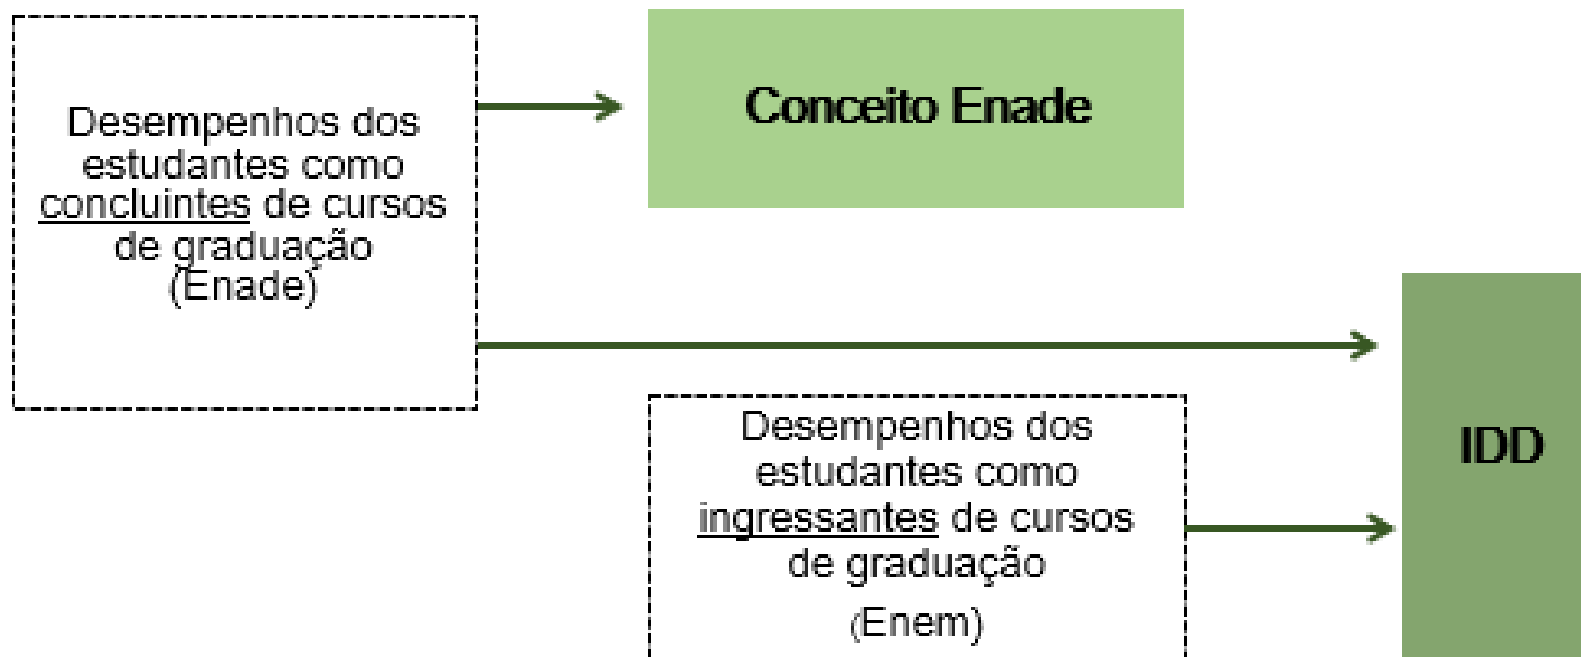 Desempenhos dos
estudantes como
concluintes de cursos
de graduação
(Enade)
Conceito Enade
Desempenhos dos
estudantes como
ingressantes de cursos
de graduação
(Enem)
IDD